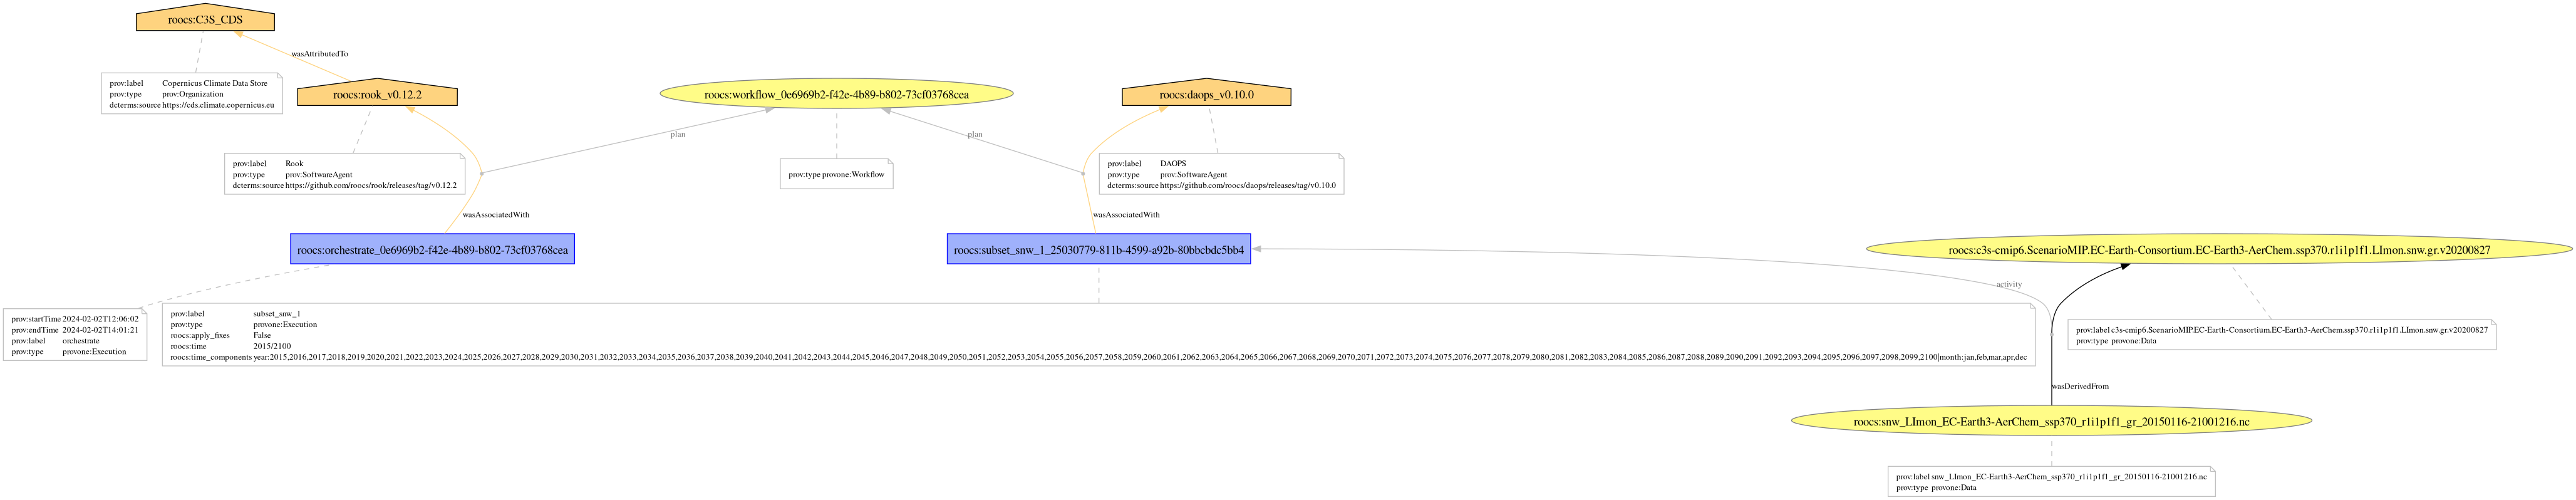 roocs:C3S_CDS
wasAttributedTo
prov:label Copernicus Climate Data Store
prov:type prov:Organization
dcterms:source https://cds.climate.copernicus.eu
roocs:rook_v0.12.2
roocs:workflow_0e6969b2-f42e-4b89-b802-73cf03768cea
roocs:daops_v0.10.0
plan
plan
prov:label Rook
prov:type prov:SoftwareAgent
dcterms:source https://github.com/roocs/rook/releases/tag/v0.12.2
prov:type provone:Workflow
prov:label DAOPS
prov:type prov:SoftwareAgent
dcterms:source https://github.com/roocs/daops/releases/tag/v0.10.0
wasAssociatedWith
wasAssociatedWith
roocs:orchestrate_0e6969b2-f42e-4b89-b802-73cf03768cea
roocs:subset_snw_1_25030779-811b-4599-a92b-80bbcbdc5bb4
roocs:c3s-cmip6.ScenarioMIP.EC-Earth-Consortium.EC-Earth3-AerChem.ssp370.r1i1p1f1.LImon.snw.gr.v20200827
activity
prov:startTime 2024-02-02T12:06:02
prov:endTime 2024-02-02T14:01:21
prov:label orchestrate
prov:type provone:Execution
prov:label subset_snw_1
prov:type provone:Execution
roocs:apply_fixes False
roocs:time 2015/2100
roocs:time_components year:2015,2016,2017,2018,2019,2020,2021,2022,2023,2024,2025,2026,2027,2028,2029,2030,2031,2032,2033,2034,2035,2036,2037,2038,2039,2040,2041,2042,2043,2044,2045,2046,2047,2048,2049,2050,2051,2052,2053,2054,2055,2056,2057,2058,2059,2060,2061,2062,2063,2064,2065,2066,2067,2068,2069,2070,2071,2072,2073,2074,2075,2076,2077,2078,2079,2080,2081,2082,2083,2084,2085,2086,2087,2088,2089,2090,2091,2092,2093,2094,2095,2096,2097,2098,2099,2100|month:jan,feb,mar,apr,dec
prov:label c3s-cmip6.ScenarioMIP.EC-Earth-Consortium.EC-Earth3-AerChem.ssp370.r1i1p1f1.LImon.snw.gr.v20200827
prov:type provone:Data
wasDerivedFrom
roocs:snw_LImon_EC-Earth3-AerChem_ssp370_r1i1p1f1_gr_20150116-21001216.nc
prov:label snw_LImon_EC-Earth3-AerChem_ssp370_r1i1p1f1_gr_20150116-21001216.nc
prov:type provone:Data